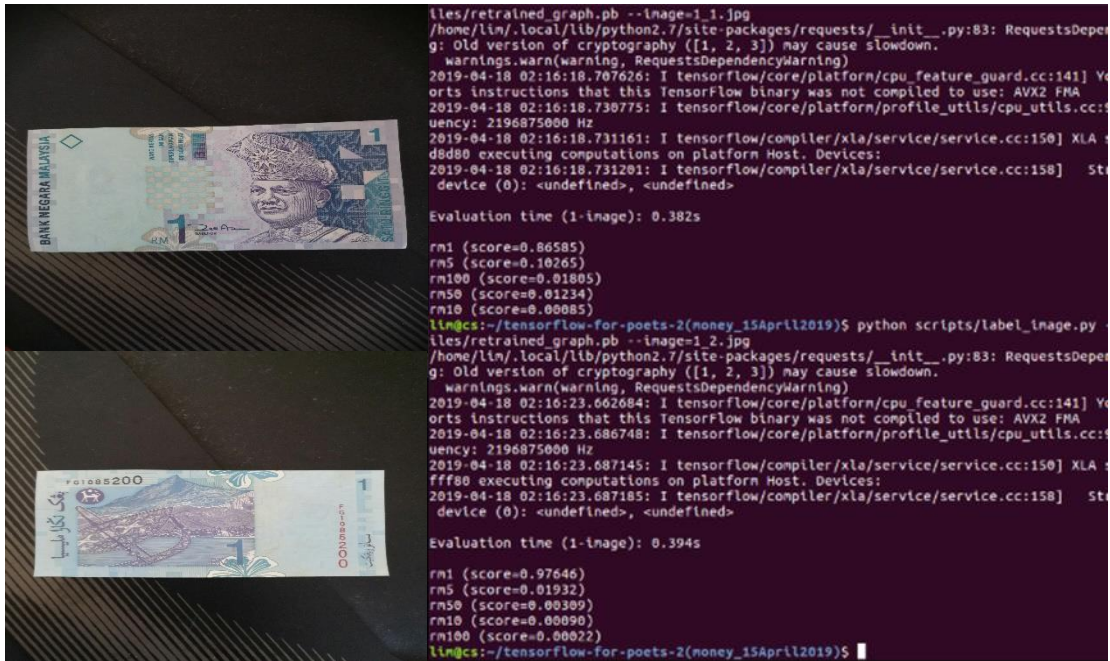 BANK NEGARA MALAYSIA
1
RM 1
FG1985200
1
FG1985200
1
iles/retrained_graph.pb --image=1_1.jpg
/home/lim/.local/lib/python2.7/site-packages/requests/__init__.py:83: RequestsDepen
g: Old version of cryptography ([1, 2, 3]) may cause slowdown.
warnings.warn(warning, RequestsDependencyWarning)
2019-04-18 02:16:18.707626: I tensorflow/core/platform/cpu_feature_guard.cc:141] Yo
orts instructions that this TensorFlow binary was not compiled to use: AVX2 FMA
2019-04-18 02:16:18.730775: I tensorflow/core/platform/profile_utils/cpu_utils.cc:9
uency: 2196875000 Hz
2019-04-18 02:16:18.731161: I tensorflow/compiler/xla/service/service.cc:150] XLA s
d8d80 executing computations on platform Host. Devices:
2019-04-18 02:16:18.731201: I tensorflow/compiler/xla/service/service.cc:158] Str
device (0): <undefined>, <undefined>
Evaluation time (1-image): 0.382s
rm1 (score=0.86585)
rm5 (score=0.10265)
rm100 (score=0.01805)
rm50 (score=0.01234)
rm10 (score=0.00085)
lim@cs:~/tensorflow-for-poets-2(money_15April2019)$ python scripts/label_image.py -
iles/retrained_graph.pb --image=1_2.jpg
/home/lim/.local/lib/python2.7/site-packages/requests/__init__.py:83: RequestsDepen
g: Old version of cryptography ([1, 2, 3]) may cause slowdown.
warnings.warn(warning, RequestsDependencyWarning)
2019-04-18 02:16:23.662684: I tensorflow/core/platform/cpu_feature_guard.cc:141] Yo
orts instructions that this TensorFlow binary was not compiled to use: AVX2 FMA
2019-04-18 02:16:23.686748: I tensorflow/core/platform/profile_utils/cpu_utils.cc:9
uency: 2196875000 Hz
2019-04-18 02:16:23.687145: I tensorflow/compiler/xla/service/service.cc:150] XLA s
fff80 executing computations on platform Host. Devices:
2019-04-18 02:16:23.687185: I tensorflow/compiler/xla/service/service.cc:158] Str
device (0): <undefined>, <undefined>
Evaluation time (1-image): 0.394s
rm1 (score=0.97646)
rm5 (score=0.01932)
rm50 (score=0.00309)
rm10 (score=0.00090)
rm100 (score=0.00022)
lim@cs:~/tensorflow-for-poets-2(money_15April2019)$